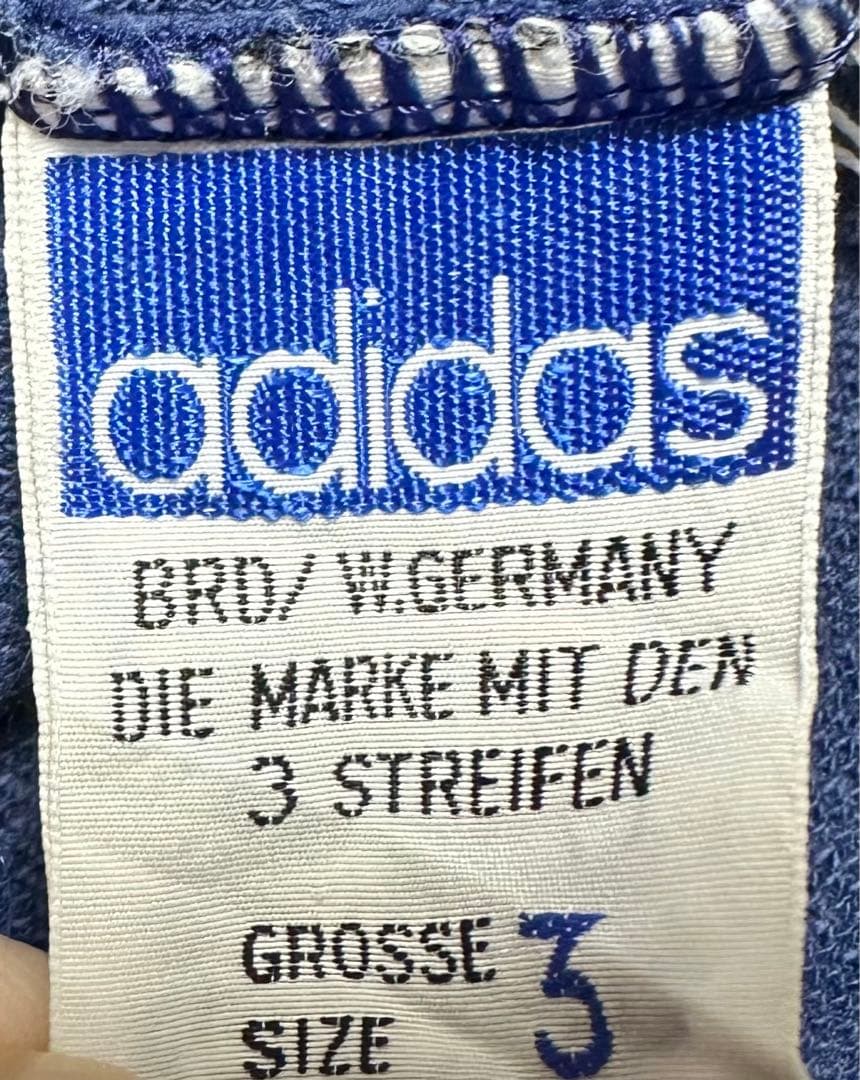 adidas
BRD/ W.GERMANY
DIE MARKE MIT DEN
3 STREIFEN
GROSSE 3
SIZE